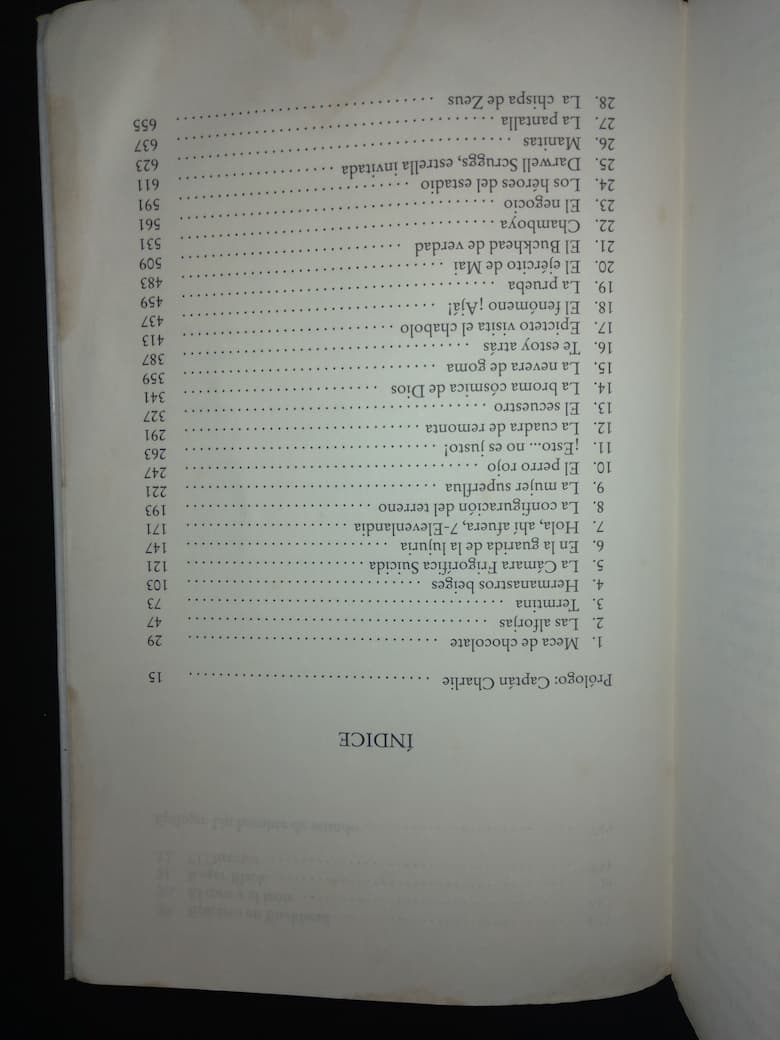 ÍNDICE
Prólogo: Captán Charlie .............................. 15
1. Meca de chocolate .............................. 29
2. Las alforjas .............................. 47
3. Termtina .............................. 73
4. Hermanastros beiges .............................. 103
5. La Cámara Frigorífica Suicida .............................. 121
6. En la guarida de la lujuria .............................. 147
7. Hola, ahí afuera, 7-Elevenlandia .............................. 171
8. La configuración del terreno .............................. 193
9. La mujer superflua .............................. 221
10. El perro rojo .............................. 247
11. ¡Esto... no es justo! .............................. 263
12. La cuadra de remonta .............................. 291
13. El secuestro .............................. 327
14. La broma cósmica de Dios .............................. 341
15. La nevera de goma .............................. 359
16. Te estoy atrás .............................. 387
17. Epicteto visita el chabolo .............................. 413
18. El fenómeno ¡Ajá! .............................. 437
19. La prueba .............................. 459
20. El ejército de Mai .............................. 483
21. El Buckhead de verdad .............................. 509
22. Chamboya .............................. 531
23. El negocio .............................. 561
24. Los héroes del estadio .............................. 591
25. Darwell Scruggs, estrella invitada .............................. 611
26. Manitas .............................. 623
27. La pantalla .............................. 637
28. La chispa de Zeus .............................. 655